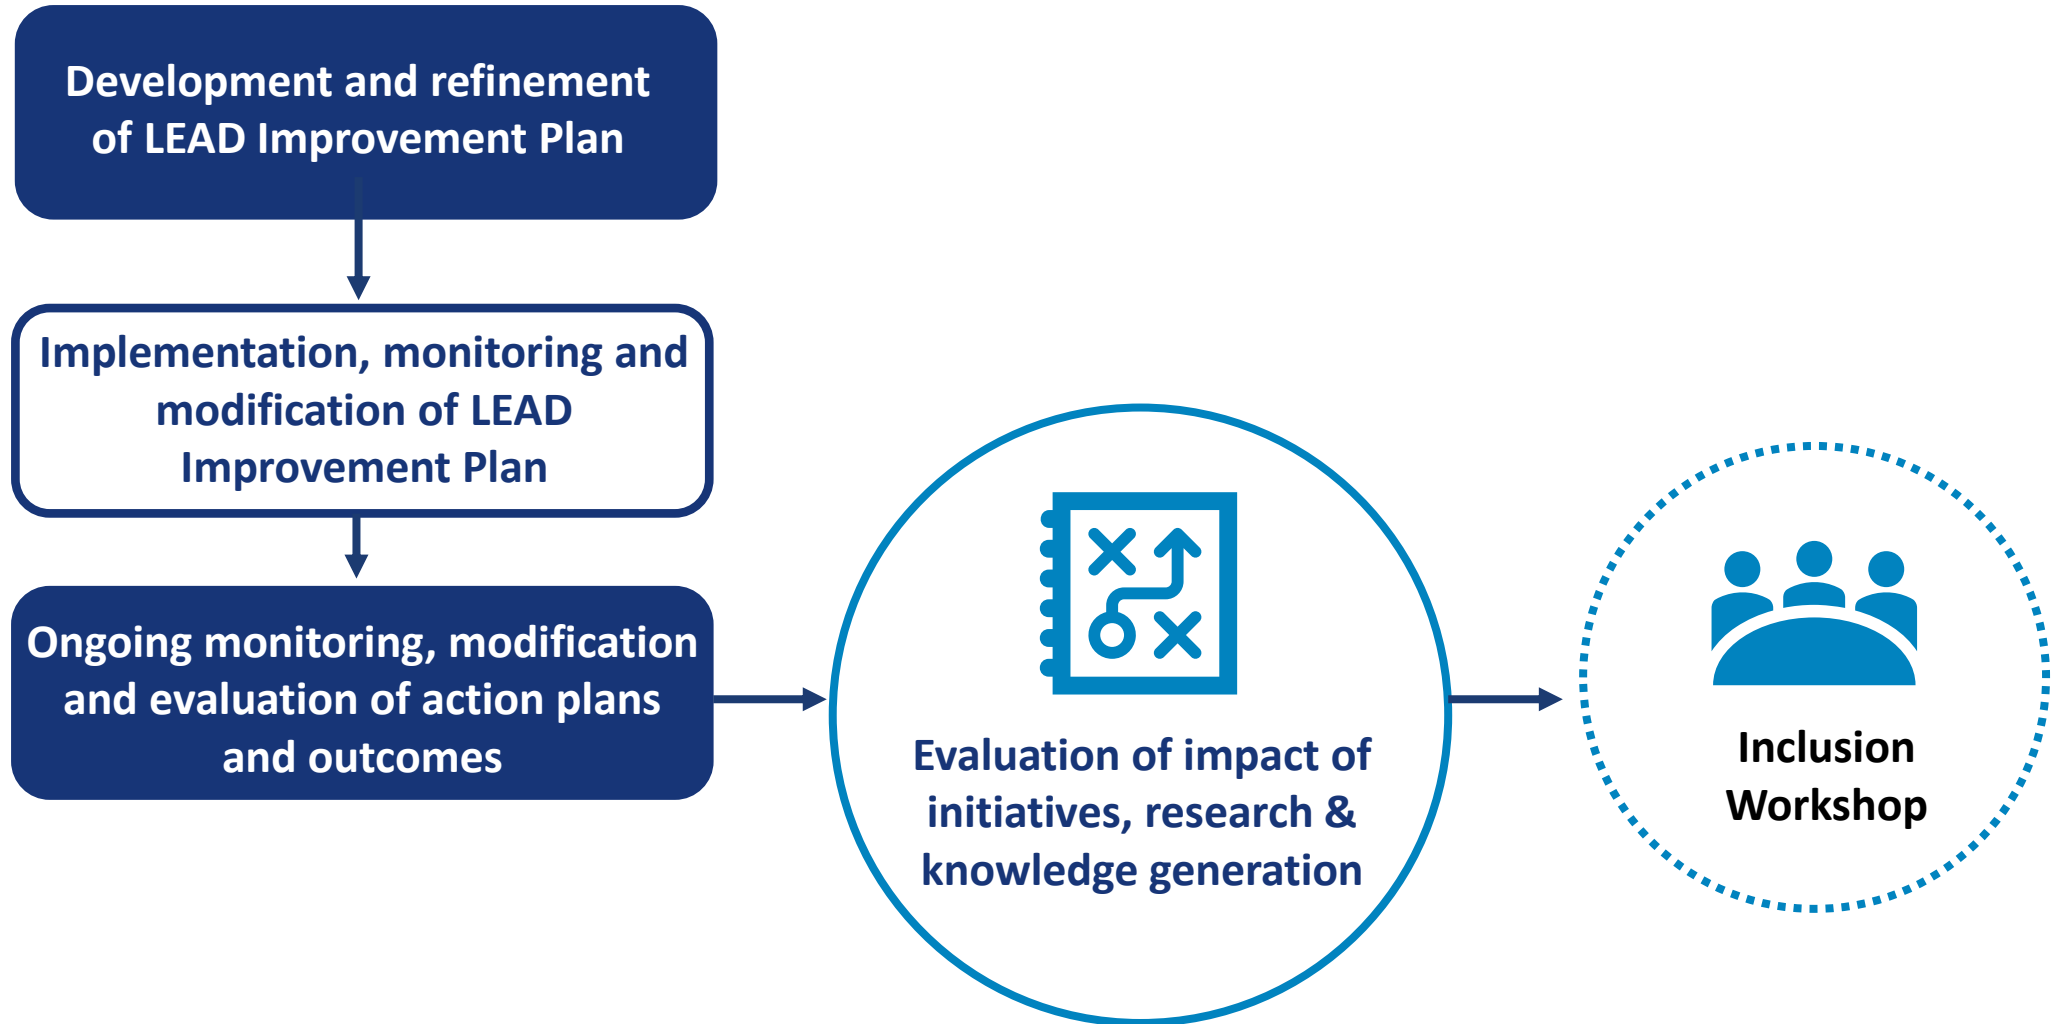 Development and refinement
of LEAD Improvement Plan
Implementation, monitoring and
modification of LEAD
Improvement Plan
Ongoing monitoring, modification
and evaluation of action plans
and outcomes
Evaluation of impact of
initiatives, research &
knowledge generation
Inclusion
Workshop